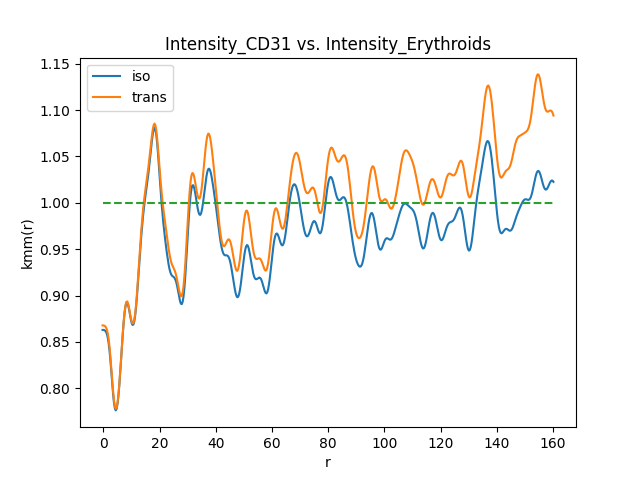 Intensity_CD31 vs. Intensity_Erythroids
iso
trans
kmm(r)
1.15
1.10
1.05
1.00
0.95
0.90
0.85
0.80
0 20 40 60 80 100 120 140 160
r